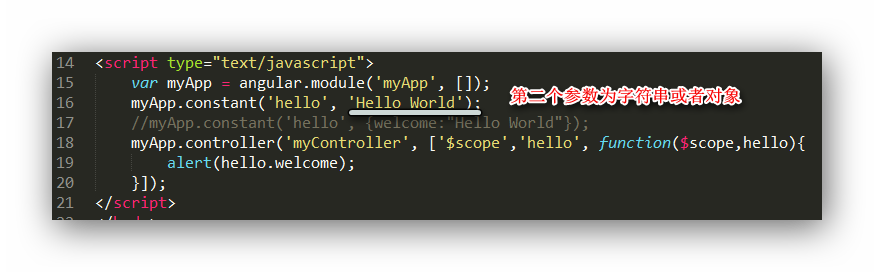 14 <script type="text/javascript">
15 var myApp = angular.module('myApp', []);
16 myApp.constant('hello', 'Hello World'); 第二个参数为字符串或者对象
17 //myApp.constant('hello', {welcome:"Hello World"});
18 myApp.controller('myController', ['$scope','hello', function($scope,hello){
19 alert(hello.welcome);
20 }]);
21 </script>